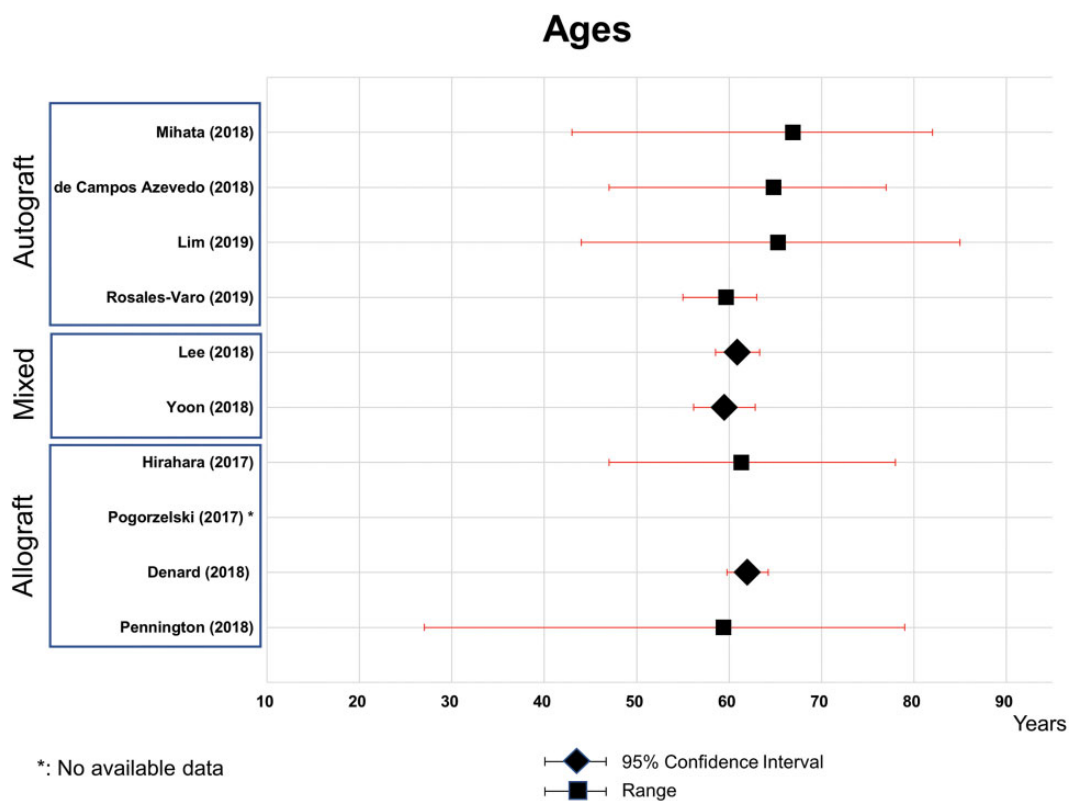 Ages
Autograft
Mihata (2018)
de Campos Azevedo (2018)
Lim (2019)
Rosales-Varo (2019)
Mixed
Lee (2018)
Yoon (2018)
Allograft
Hirahara (2017)
Pogorzelski (2017) *
Denard (2018)
Pennington (2018)
10 20 30 40 50 60 70 80 90
Years
*: No available data
95% Confidence Interval
Range